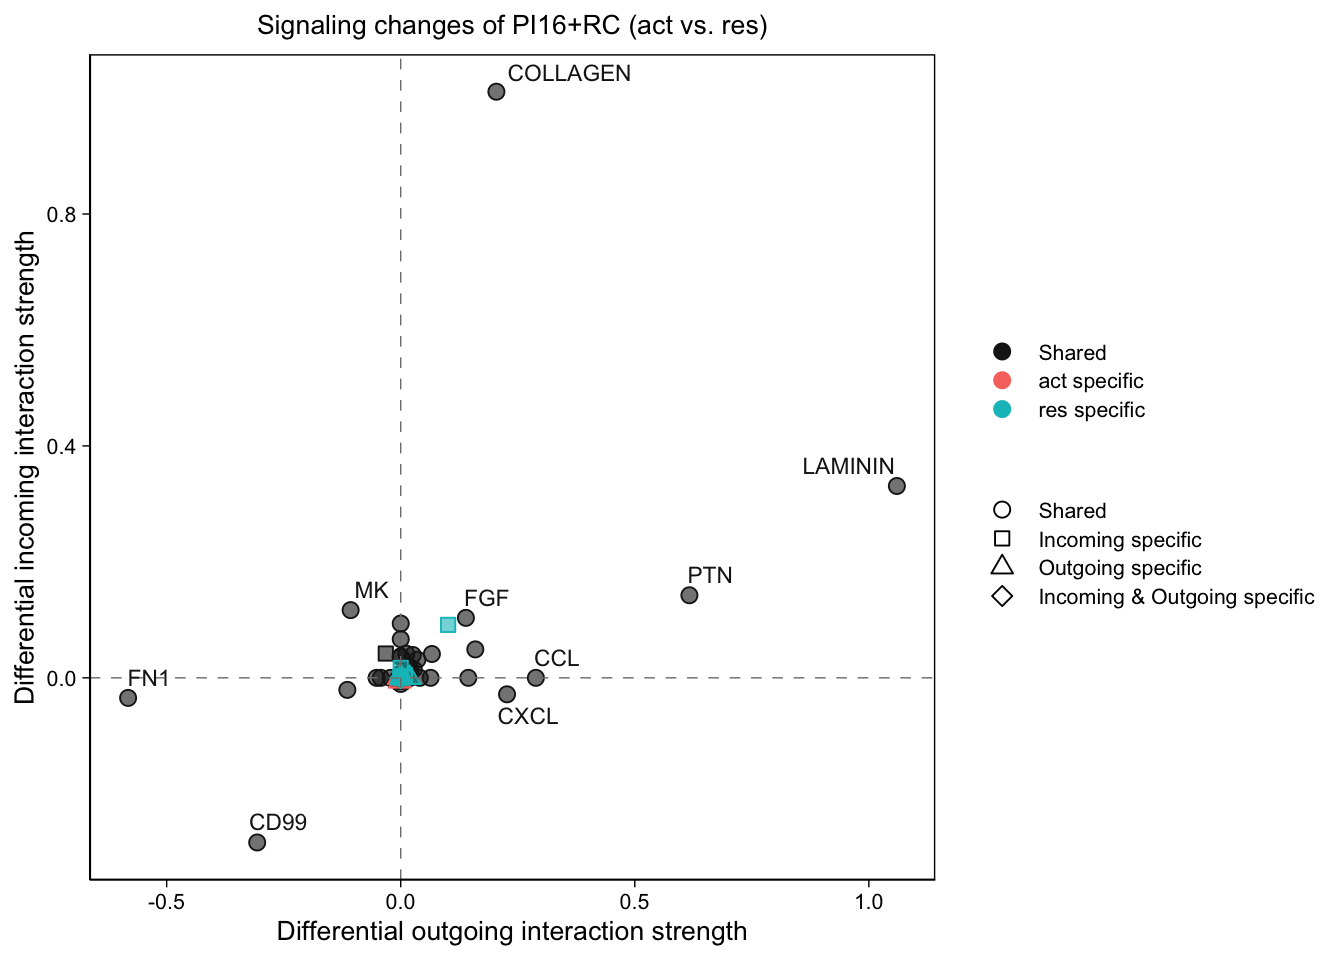 Signaling changes of PI16+RC (act vs. res)
COLLAGEN
LAMININ
PTN
MK
FGF
CCL
CXCL
FN1
CD99
0.8
0.4
0.0
-0.5
0.0
0.5
1.0
Differential incoming interaction strength
Differential outgoing interaction strength
Shared
act specific
res specific
Shared
Incoming specific
Outgoing specific
Incoming & Outgoing specific